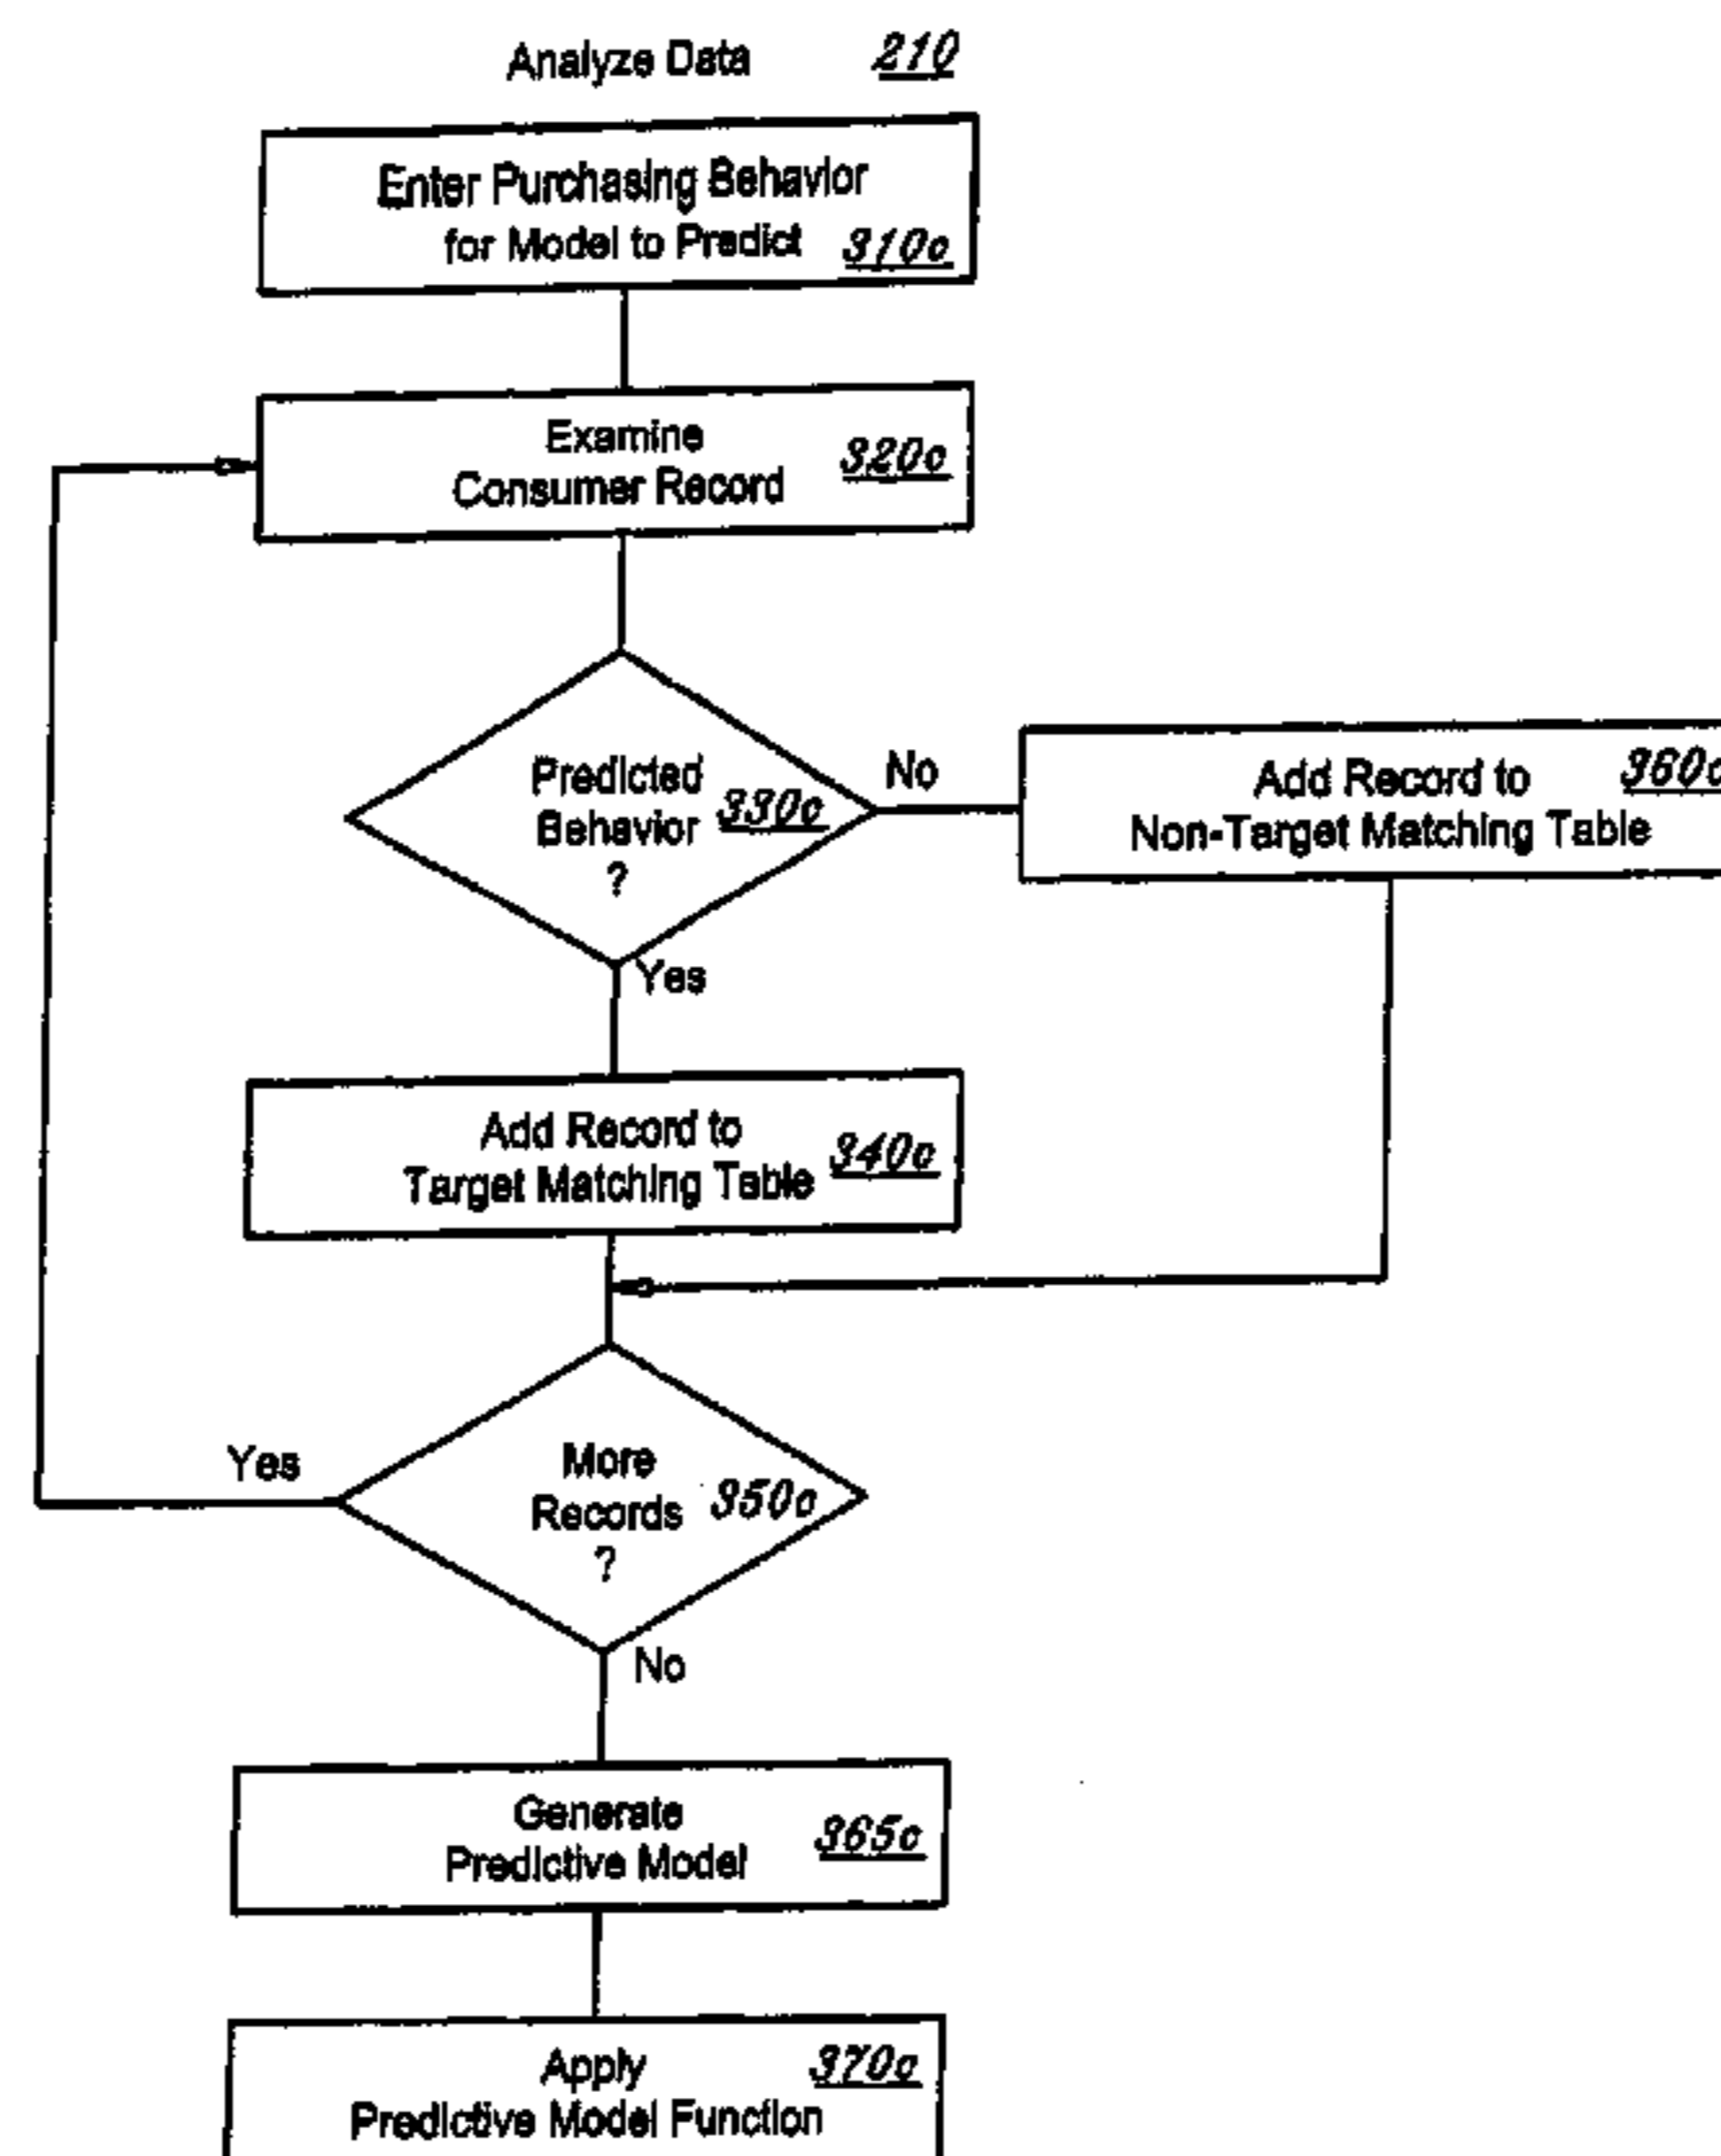 Analyze Data 210
Enter Purchasing Behavior
for Model to Predict 310c
Examine
Consumer Record 320c
Predicted
Behavior 330c
?
No
Add Record to 360c
Non-Target Matching Table
Yes
Add Record to
Target Matching Table 340c
Yes
More
Records 350c
?
No
Generate
Predictive Model 365c
Apply 370c
Predictive Model Function